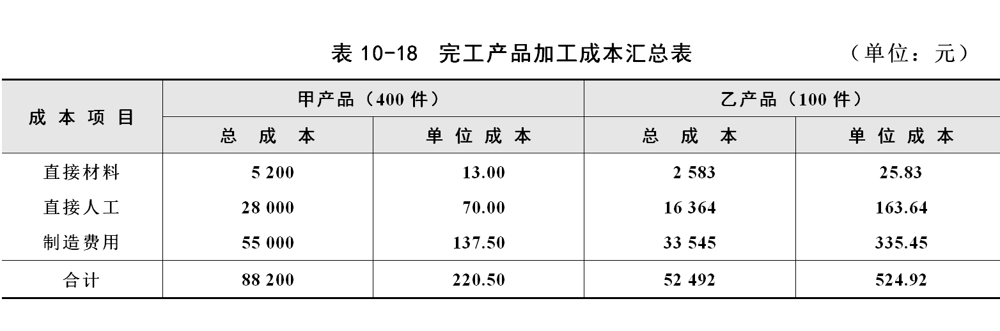 表 10-18 完工产品加工成本汇总表 （单位：元）
成本项目 甲产品（400 件） 乙产品（100 件）
总成本 单位成本 总成本 单位成本
直接材料 5 200 13.00 2 583 25.83
直接人工 28 000 70.00 16 364 163.64
制造费用 55 000 137.50 33 545 335.45
合计 88 200 220.50 52 492 524.92